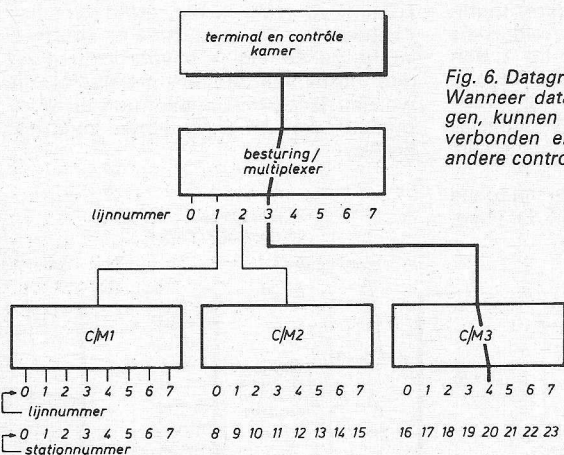 terminal en contrôle
kamer
Fig. 6. Datagr
Wanneer data
gen, kunnen
verbonden e
andere contro
besturing/
multiplexer
lijnnummer 0 1 2 3 4 5 6 7
C/M1 C/M2 C/M3
0 1 2 3 4 5 6 7 0 1 2 3 4 5 6 7 0 1 2 3 4 5 6 7
lijnnummer
0 1 2 3 4 5 6 7 8 9 10 11 12 13 14 15 16 17 18 19 20 21 22 23
stationnummer